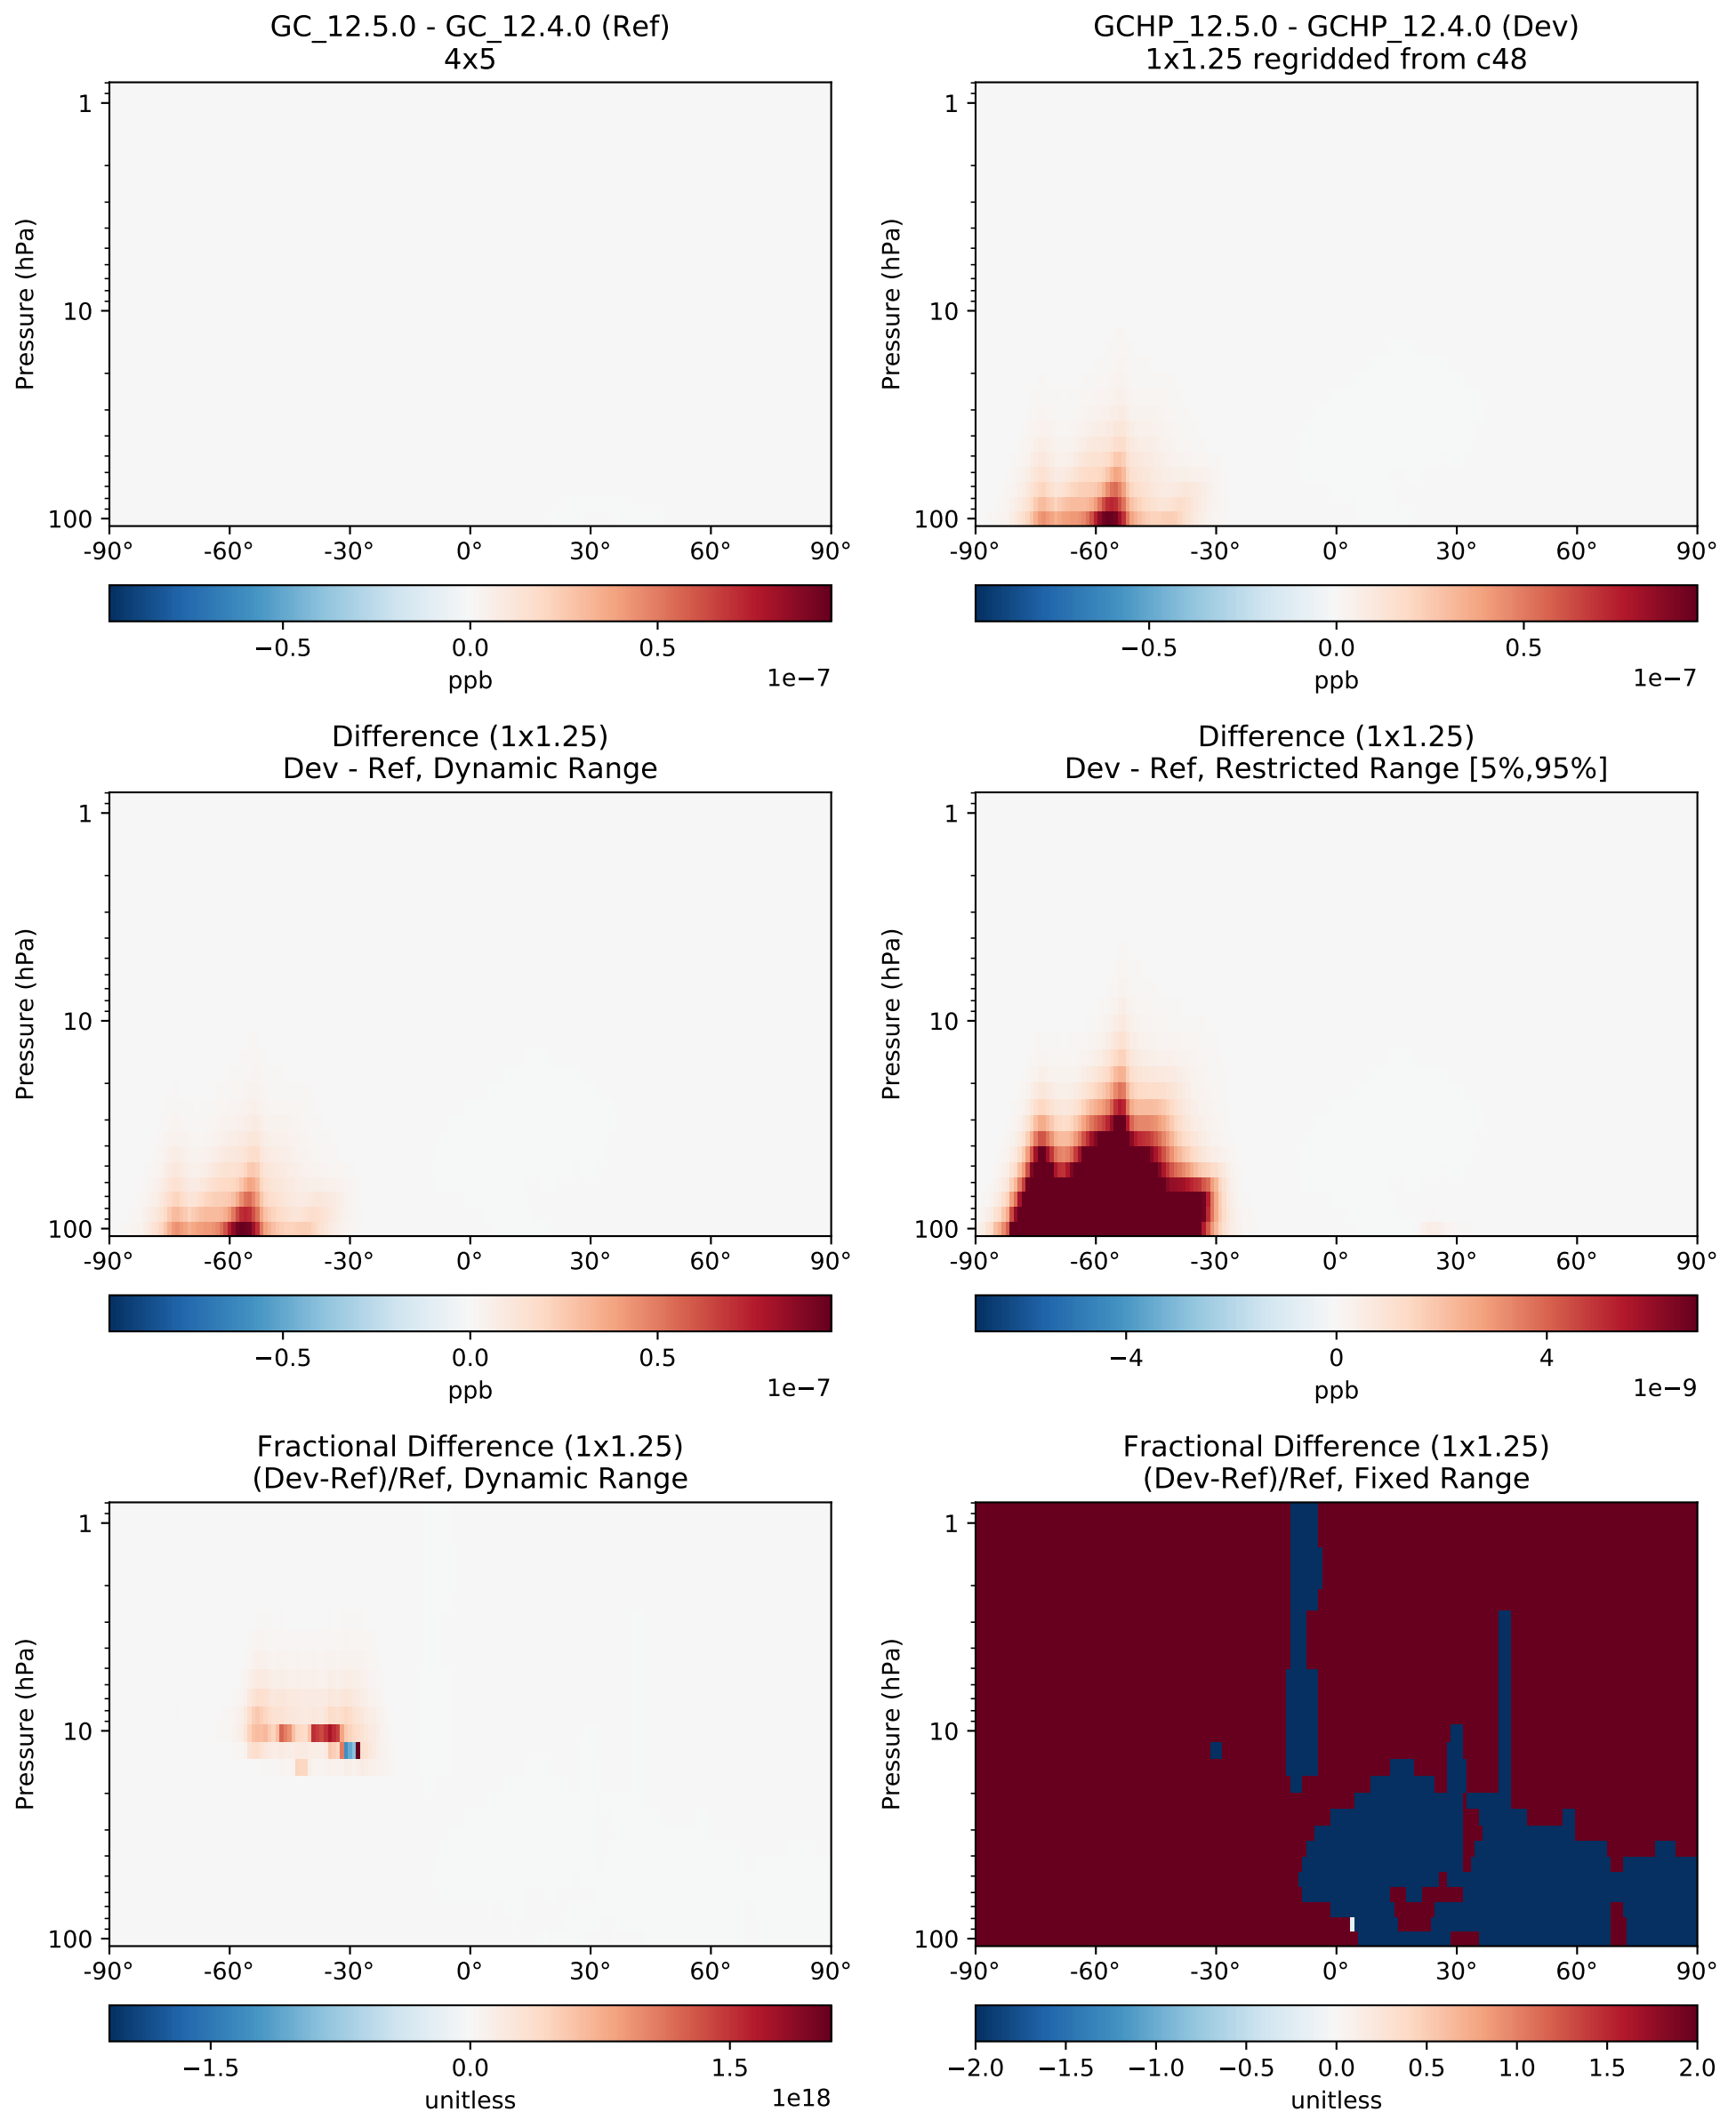 GC_12.5.0 - GC_12.4.0 (Ref)
4x5
Pressure (hPa)
1
10
100
-90° -60° -30° 0° 30° 60° 90°
−0.5 0.0 0.5
1e−7
ppb
GCHP_12.5.0 - GCHP_12.4.0 (Dev)
1x1.25 regridded from c48
Pressure (hPa)
1
10
100
-90° -60° -30° 0° 30° 60° 90°
−0.5 0.0 0.5
1e−7
ppb
Difference (1x1.25)
Dev - Ref, Dynamic Range
Pressure (hPa)
1
10
100
-90° -60° -30° 0° 30° 60° 90°
−0.5 0.0 0.5
1e−7
ppb
Difference (1x1.25)
Dev - Ref, Restricted Range [5%,95%]
Pressure (hPa)
1
10
100
-90° -60° -30° 0° 30° 60° 90°
−4 0 4
1e−9
ppb
Fractional Difference (1x1.25)
(Dev-Ref)/Ref, Dynamic Range
Pressure (hPa)
1
10
100
-90° -60° -30° 0° 30° 60° 90°
−1.5 0.0 1.5
1e18
unitless
Fractional Difference (1x1.25)
(Dev-Ref)/Ref, Fixed Range
Pressure (hPa)
1
10
100
-90° -60° -30° 0° 30° 60° 90°
−2.0 −1.5 −1.0 −0.5 0.0 0.5 1.0 1.5 2.0
unitless